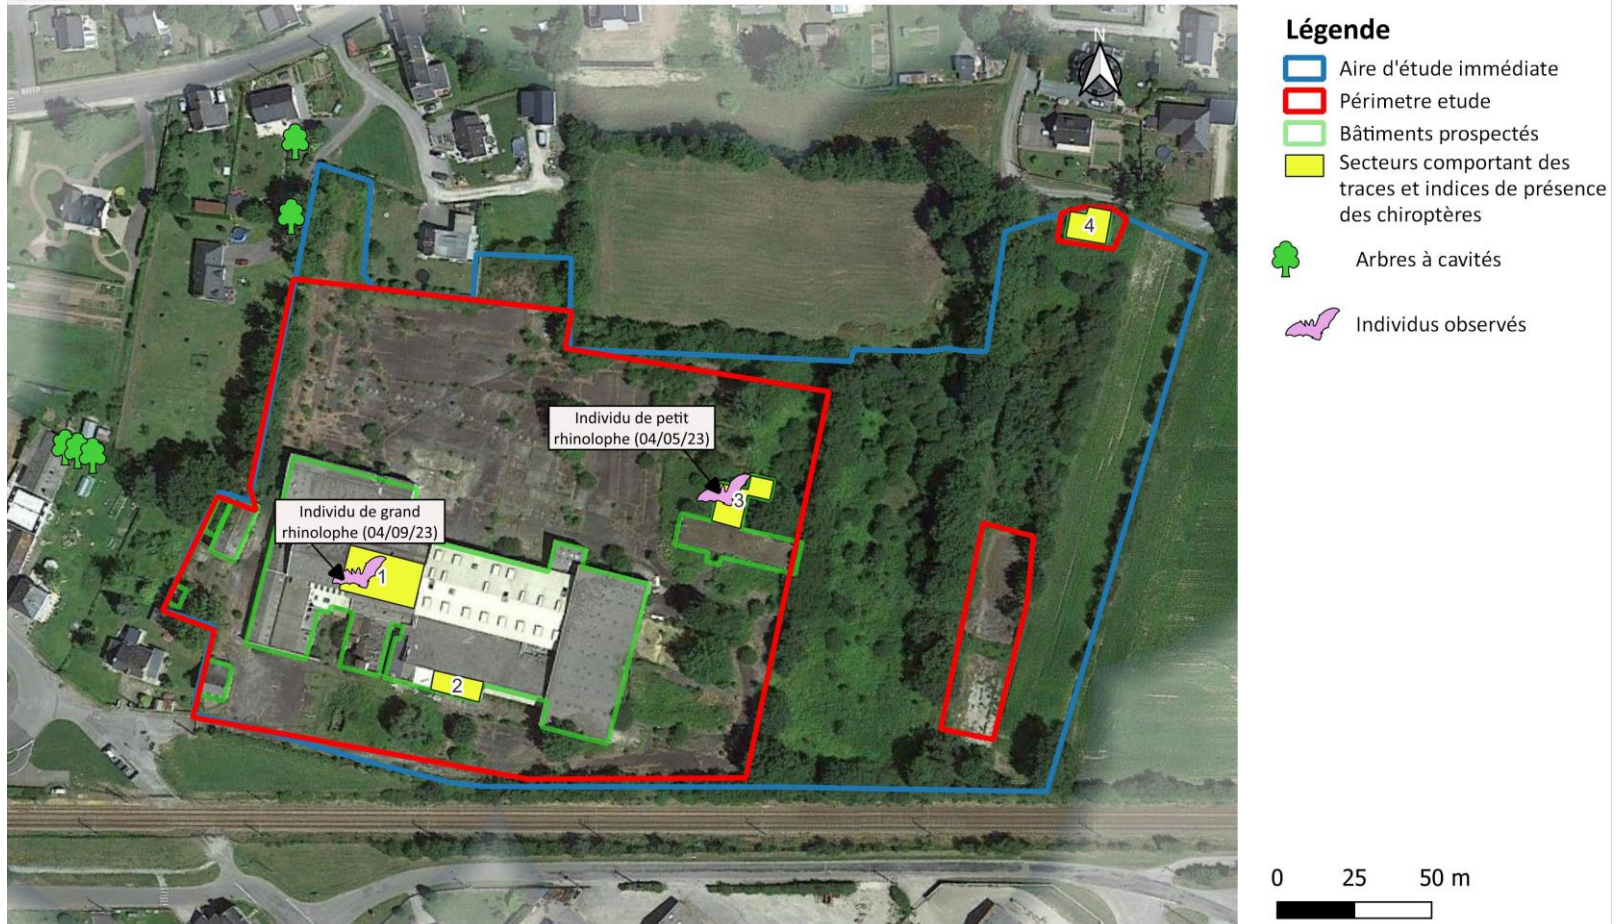 Légende
Aire d'étude immédiate
Périmetre etude
Bâtiments prospectés
Secteurs comportant des
traces et indices de présence
des chiroptères
Arbres à cavités
Individus observés
N
4
Individu de petit
rhinolophe (04/05/23)
3
Individu de grand
rhinolophe (04/09/23)
1
2
0 25 50 m